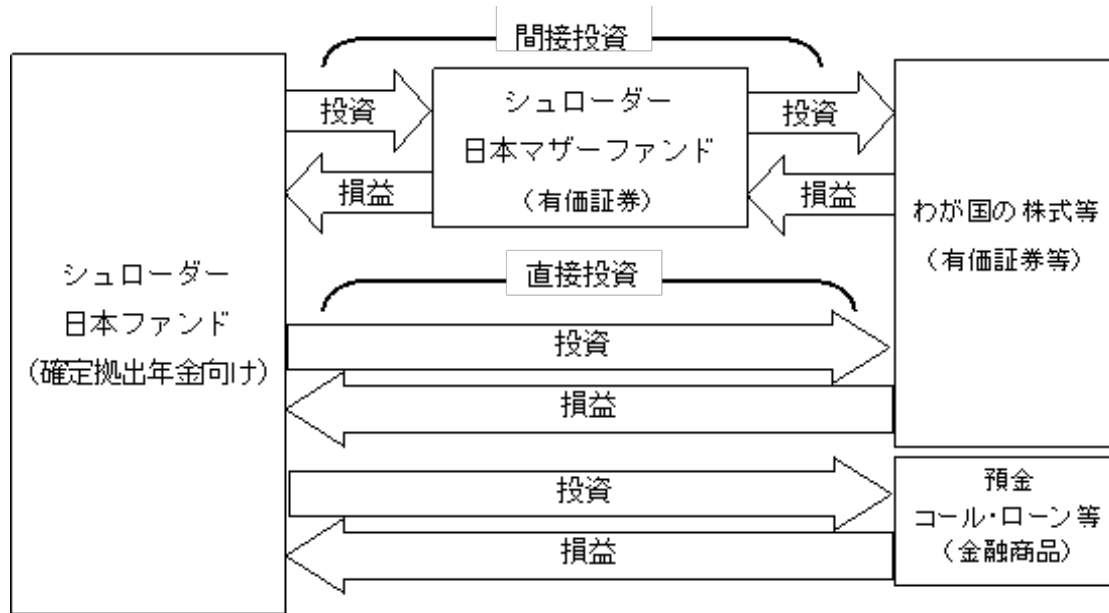 間接投資
投資
シュローダー
日本マザーファンド
(有価証券)
投資
損益
損益
わが国の株式等
(有価証券等)
シュローダー
日本ファンド
(確定拠出年金向け)
直接投資
投資
損益
投資
損益
預金
コール・ローン等
(金融商品)